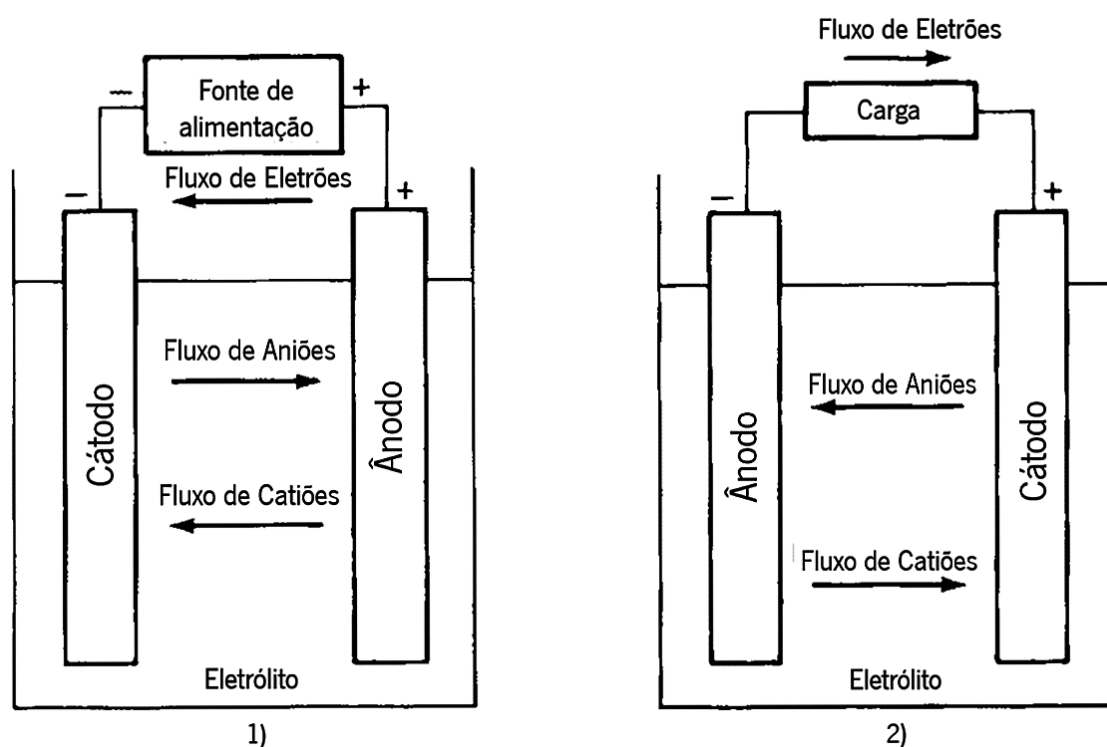 Fonte de
alimentação
−
+
Fluxo de Eletrões
−
+
Fluxo de Aniões
Cátodo
Ânodo
Fluxo de Catiões
Eletrólito
1)
Fluxo de Eletrões
Carga
−
+
Fluxo de Aniões
Ânodo
Cátodo
Fluxo de Catiões
Eletrólito
2)